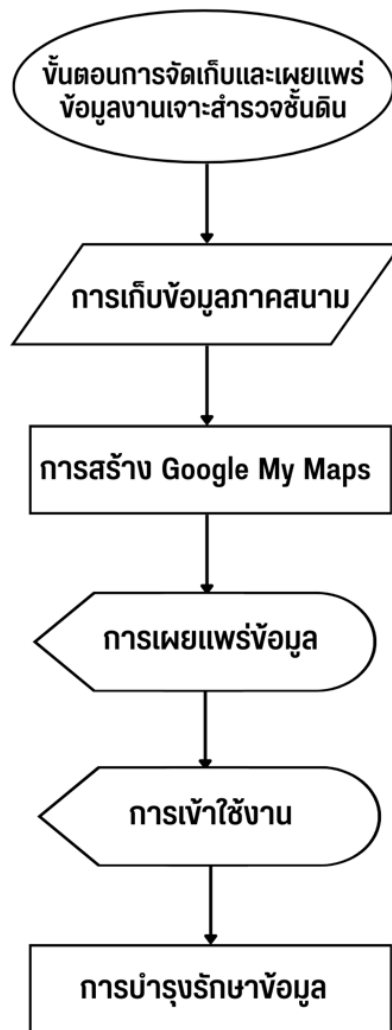 ขั้นตอนการจัดเก็บและเผยแพร่
ข้อมูลงานเจาะสำรวจชั้นดิน
การเก็บข้อมูลภาคสนาม
การสร้าง Google My Maps
การเผยแพร่ข้อมูล
การเข้าใช้งาน
การบำรุงรักษาข้อมูล